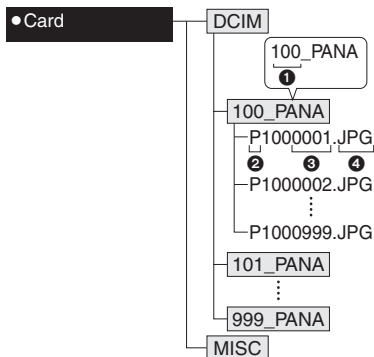 ●Card
DCIM
100_PANA
❶
100_PANA
P1000001.JPG
❷ ❸ ❹
P1000002.JPG
P1000999.JPG
101_PANA
999_PANA
MISC